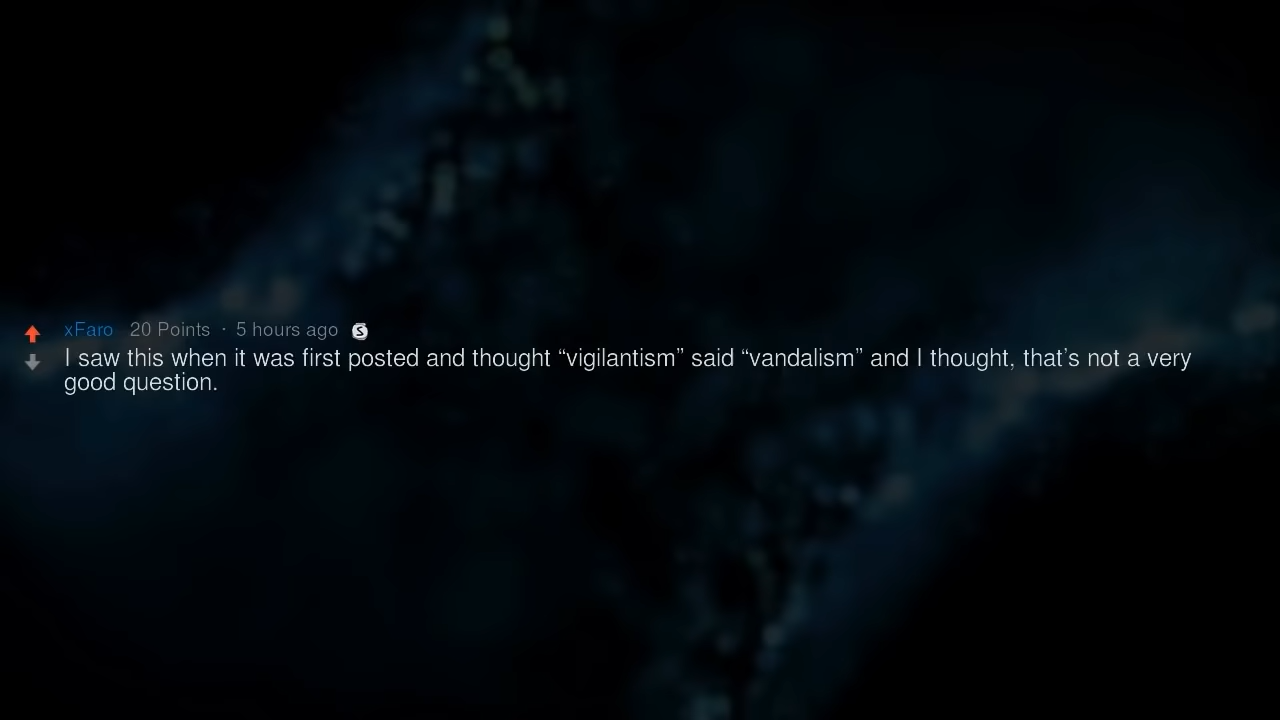 xFaro 20 Points · 5 hours ago S
I saw this when it was first posted and thought “vigilantism” said “vandalism” and I thought, that’s not a very
good question.